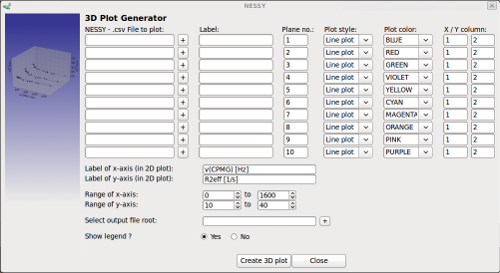 NESSY
3D Plot Generator
NESSY - .csv File to plot: Label: Plane no.: Plot style: Plot color: X / Y column:
+ 1 Line plot BLUE 1 2
+ 2 Line plot RED 1 2
+ 3 Line plot GREEN 1 2
+ 4 Line plot VIOLET 1 2
+ 5 Line plot YELLOW 1 2
+ 6 Line plot CYAN 1 2
+ 7 Line plot MAGENTA 1 2
+ 8 Line plot ORANGE 1 2
+ 9 Line plot PINK 1 2
+ 10 Line plot PURPLE 1 2
Label of x-axis (in 2D plot): v(CPMG) [Hz]
Label of y-axis (in 2D plot): R2eff [1/s]
Range of x-axis: 0 to 1600
Range of y-axis: 10 to 40
Select output file root: +
Show legend ? Yes No
Create 3D plot Close